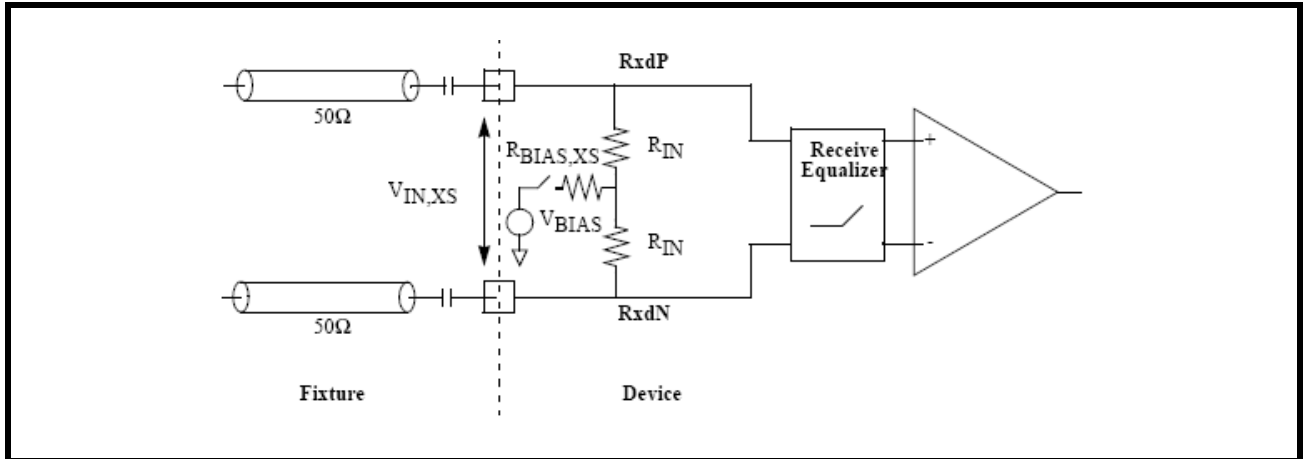 RxdP
50Ω
RBIAS,XS
RIN
Receive
Equalizer
+
VIN,XS
VBIAS
RIN
-
50Ω
RxdN
Fixture
Device